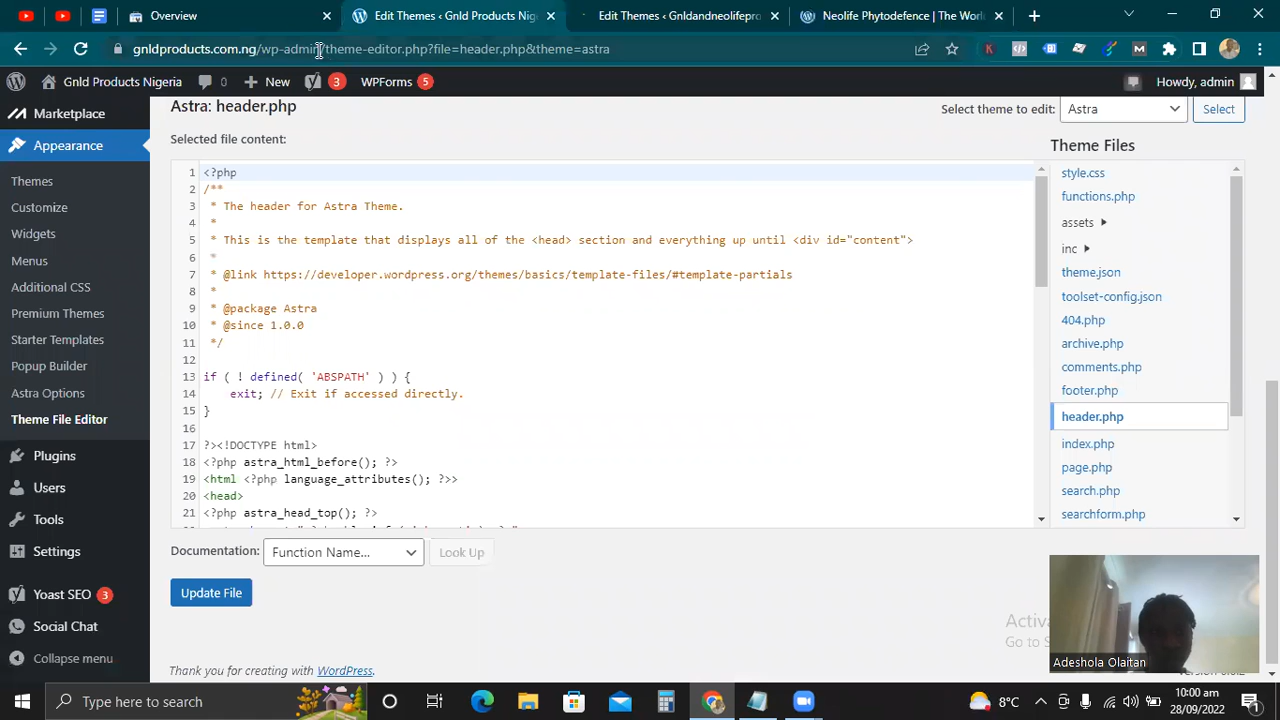 Overview
Edit Themes ‹ Gnld Products Nige
Edit Themes ‹ Gnldandneolifepro
Neolife Phytodefence | The World
gnldproducts.com.ng/wp-admin/theme-editor.php?file=header.php&theme=astra
Gnld Products Nigeria 0 New 3 WPForms 5 Howdy, admin
Marketplace
Appearance
Themes
Customize
Widgets
Menus
Additional CSS
Premium Themes
Starter Templates
Popup Builder
Astra Options
Theme File Editor
Plugins
Users
Tools
Settings
Yoast SEO 3
Social Chat
Collapse menu
Astra: header.php
Select theme to edit: Astra Select
Selected file content:
1 <?php
2 /**
3 * The header for Astra Theme.
4 *
5 * This is the template that displays all of the <head> section and everything up until <div id="content">
6 *
7 * @link https://developer.wordpress.org/themes/basics/template-files/#template-partials
8 *
9 * @package Astra
10 * @since 1.0.0
11 */
12
13 if ( ! defined( 'ABSPATH' ) ) {
14 exit; // Exit if accessed directly.
15 }
16
17 ?><!DOCTYPE html>
18 <?php astra_html_before(); ?>
19 <html <?php language_attributes(); ?>>
20 <head>
21 <?php astra_head_top(); ?>
Theme Files
style.css
functions.php
assets
inc
theme.json
toolset-config.json
404.php
archive.php
comments.php
footer.php
header.php
index.php
page.php
search.php
searchform.php
Documentation: Function Name... Look Up
Update File
Thank you for creating with WordPress.
Go to S
Adeshola Olaitan
Type here to search
8°C
10:00 am
28/09/2022